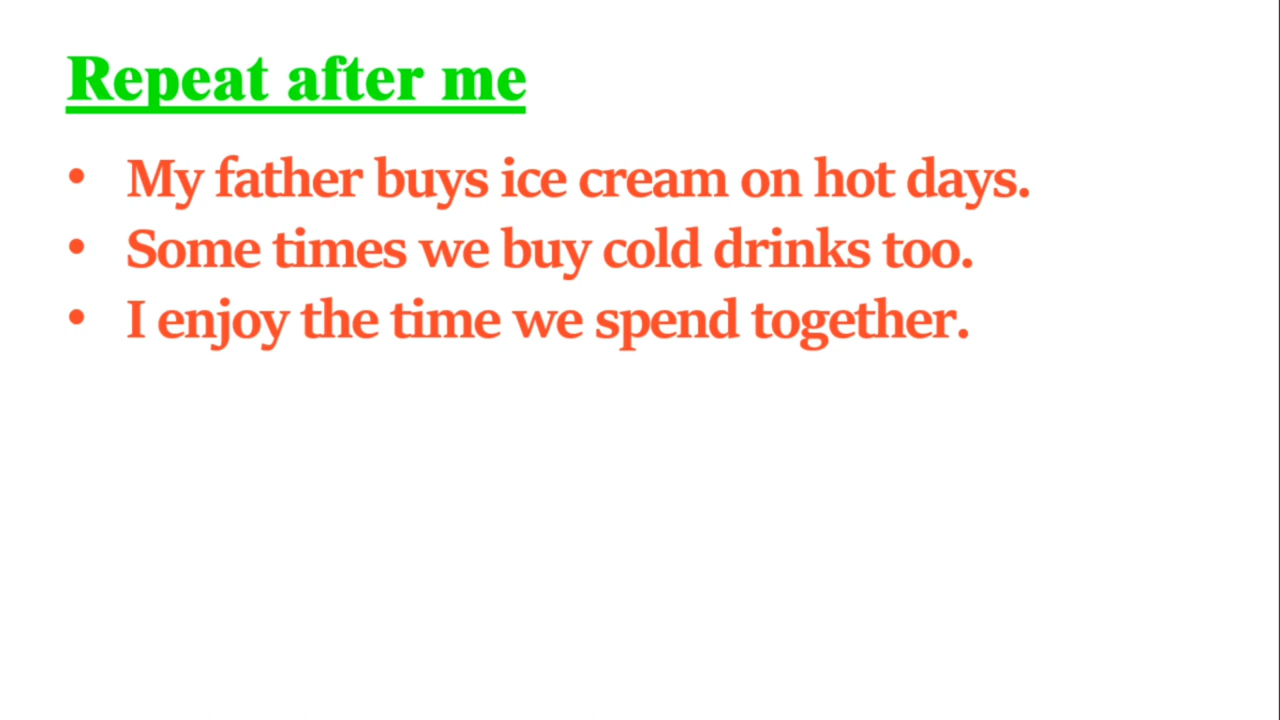 Repeat after me
• My father buys ice cream on hot days.
• Some times we buy cold drinks too.
• I enjoy the time we spend together.